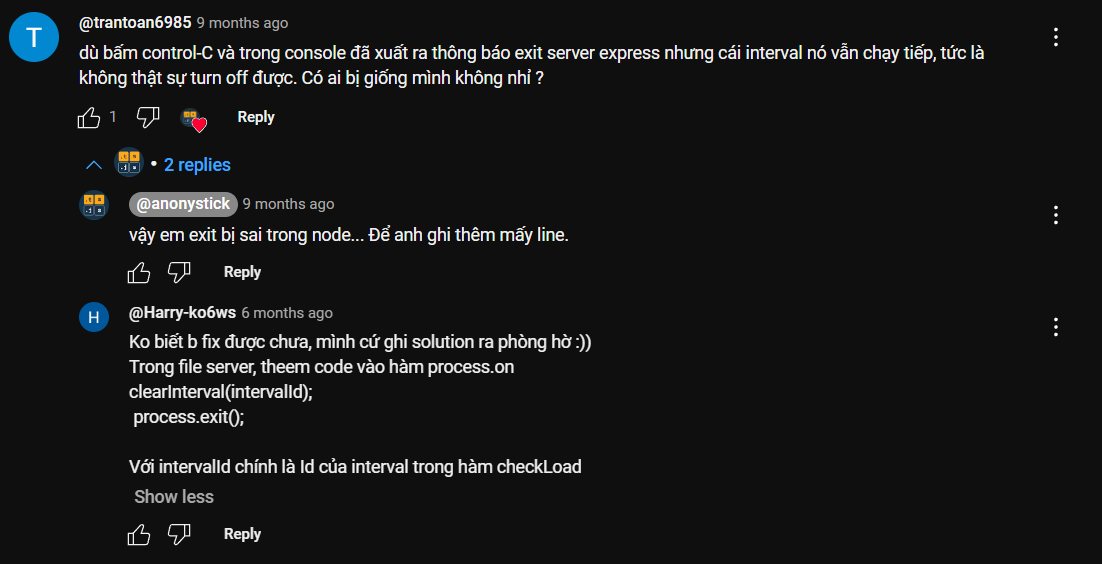 T
@trantoan6985 9 months ago
dù bấm control-C và trong console đã xuất ra thông báo exit server express nhưng cái interval nó vẫn chạy tiếp, tức là
không thật sự turn off được. Có ai bị giống mình không nhỉ ?
1 Reply
• 2 replies
@anonystick 9 months ago
vậy em exit bị sai trong node... Để anh ghi thêm mấy line.
Reply
H
@Harry-ko6ws 6 months ago
Ko biết b fix được chưa, mình cứ ghi solution ra phòng hờ :))
Trong file server, theem code vào hàm process.on
clearInterval(intervalId);
process.exit();
Với intervalId chính là Id của interval trong hàm checkLoad
Show less
Reply